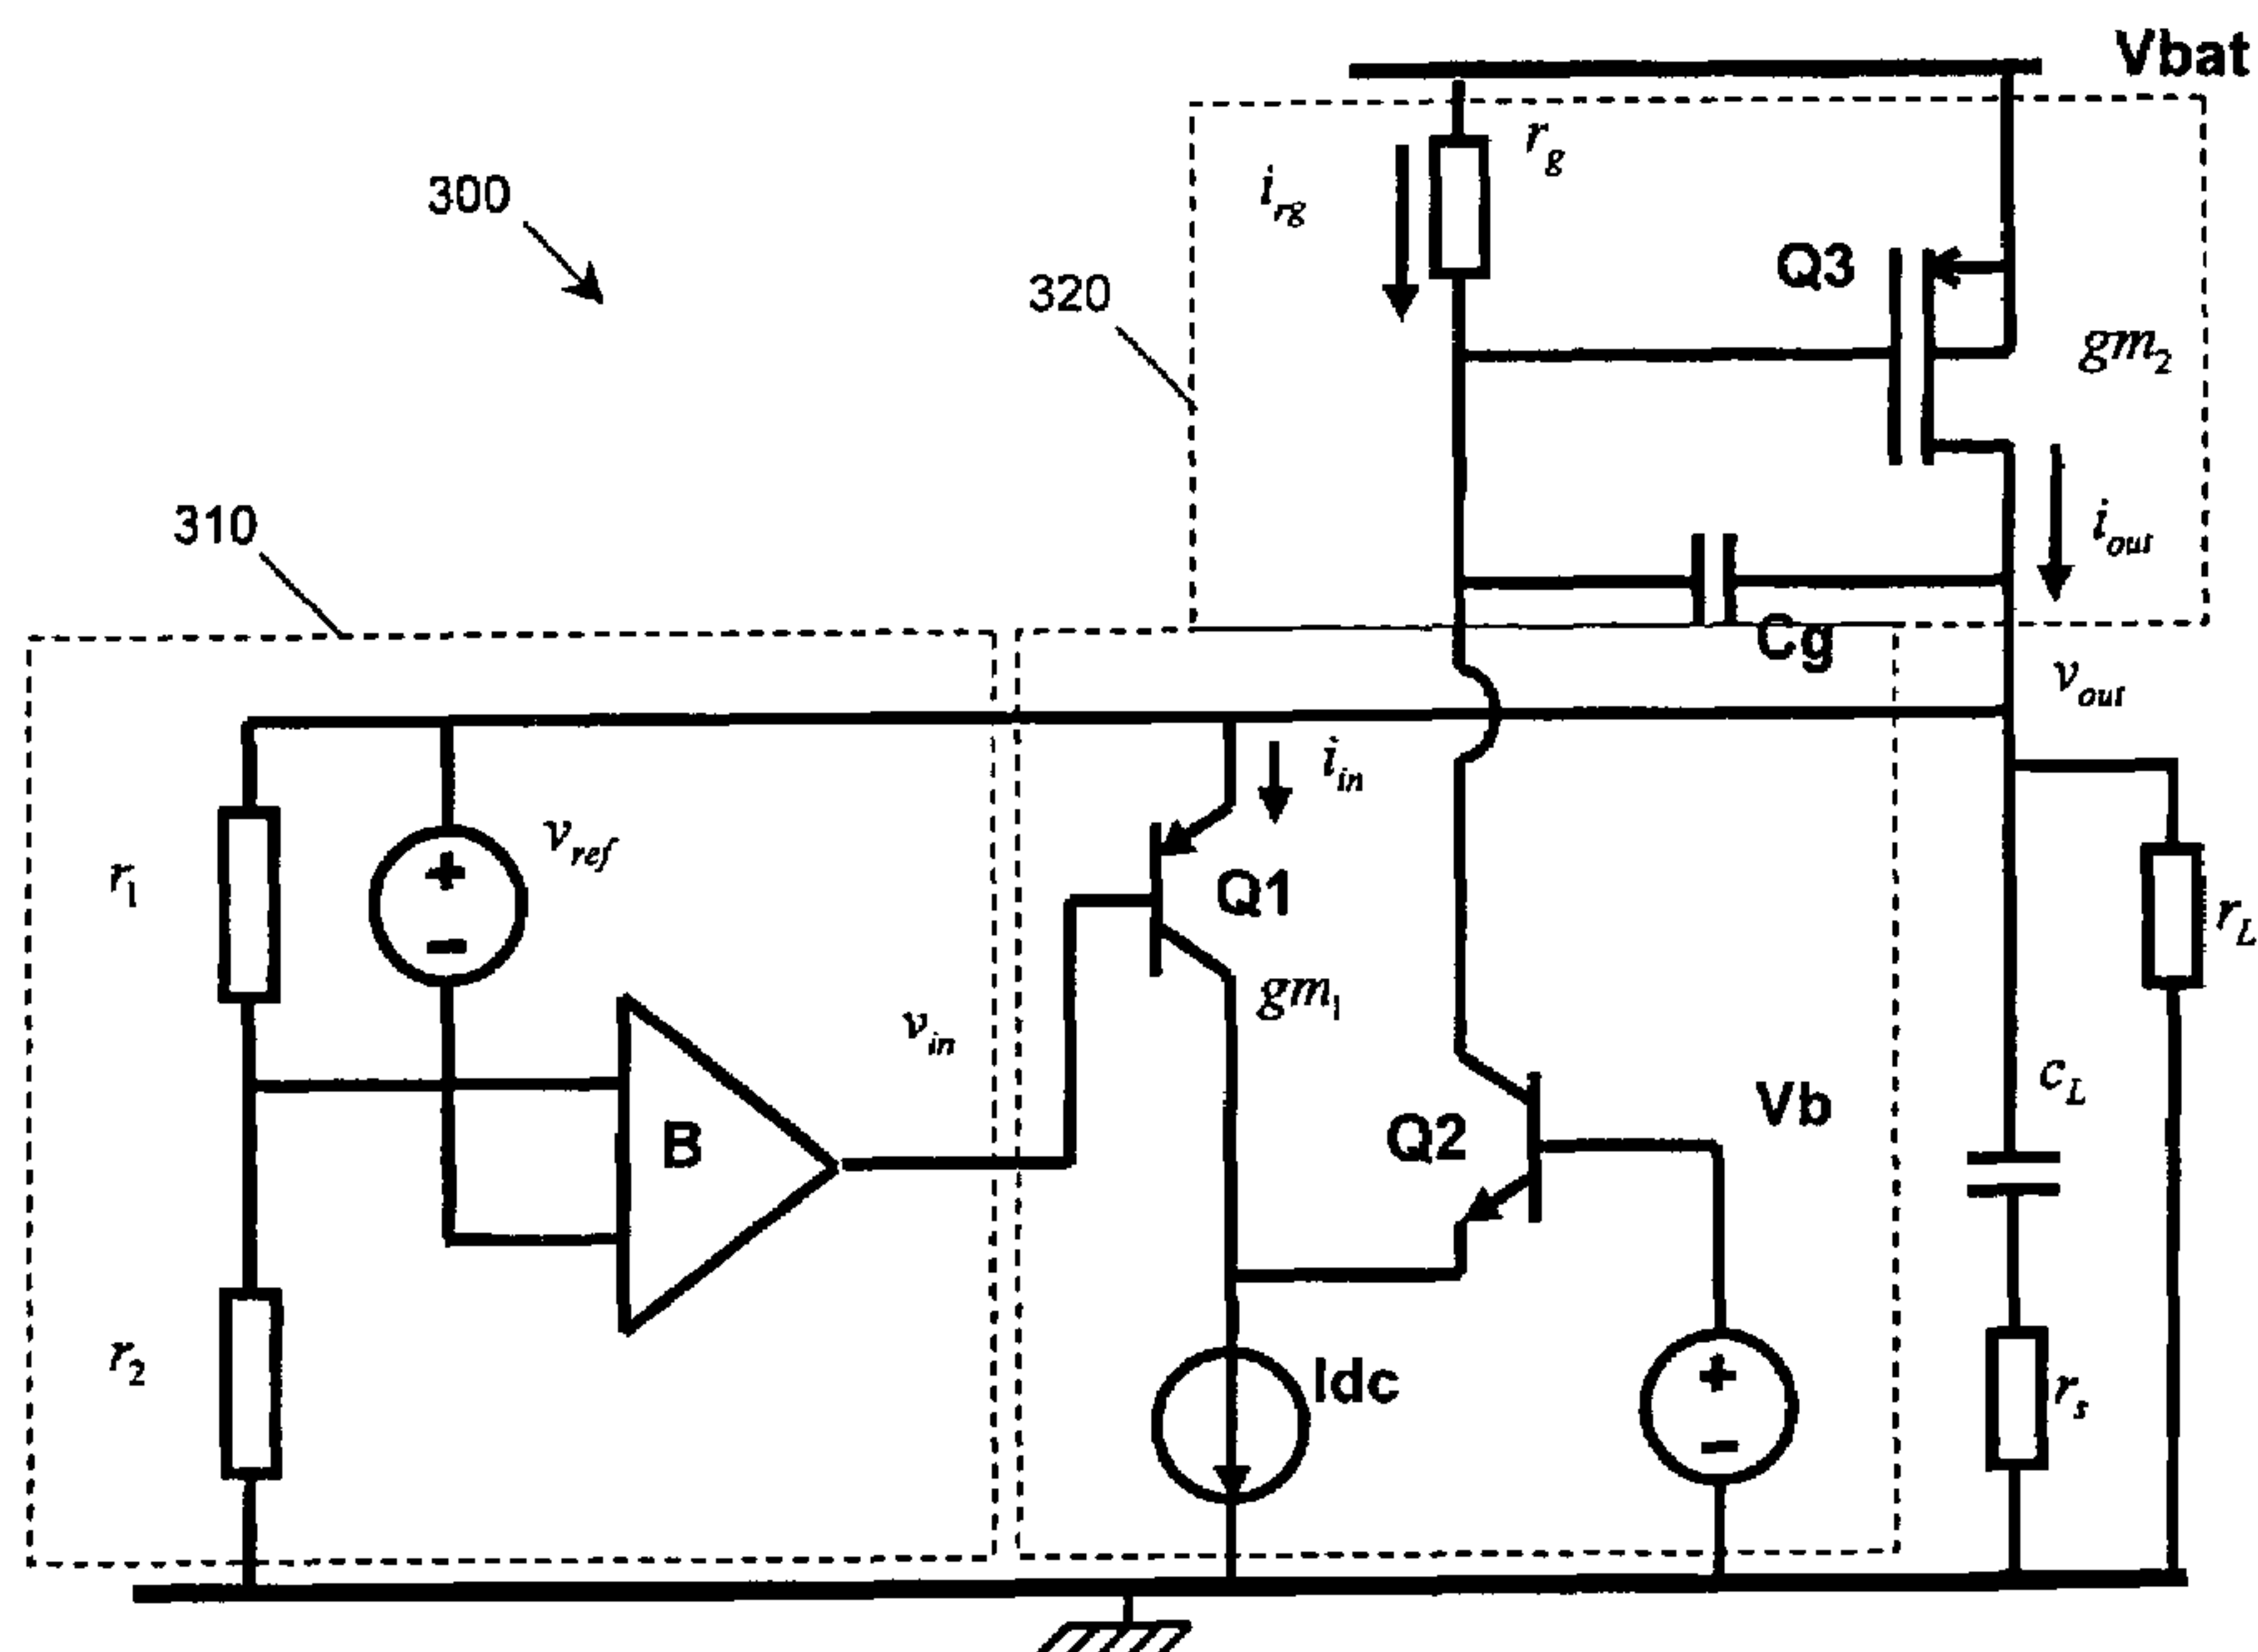 Vbat
300
320
i_rg
r_g
Q3
gm_2
310
i_out
Cg
v_out
i_in
r_1
v_ref
Q1
gm_1
r_L
v_in
c_L
Vb
B
Q2
r_2
Idc
r_s
+
-
+
-